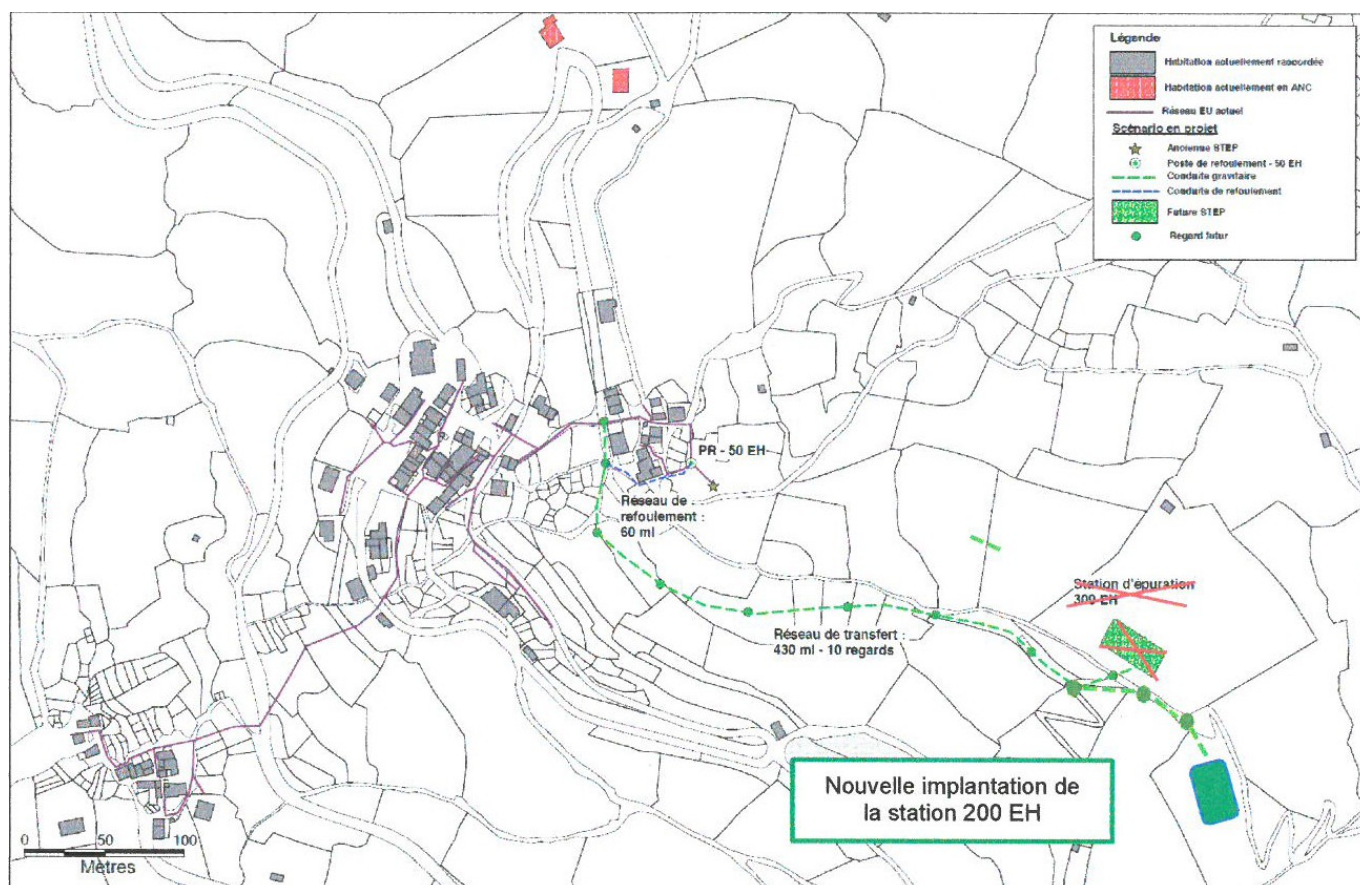 Légende
Habitation actuellement raccordée
Habitation actuellement en ANC
Réseau EU actuel
Scénario en projet
Ancienne STEP
Poste de refoulement - 50 EH
Conduite gravitaire
Conduite de refoulement
Future STEP
Regard futur
PR - 50 EH
Réseau de
refoulement :
60 ml
Station d'épuration
300 EH
Réseau de transfert :
430 ml - 10 regards
Nouvelle implantation de
la station 200 EH
0 50 100
Mètres